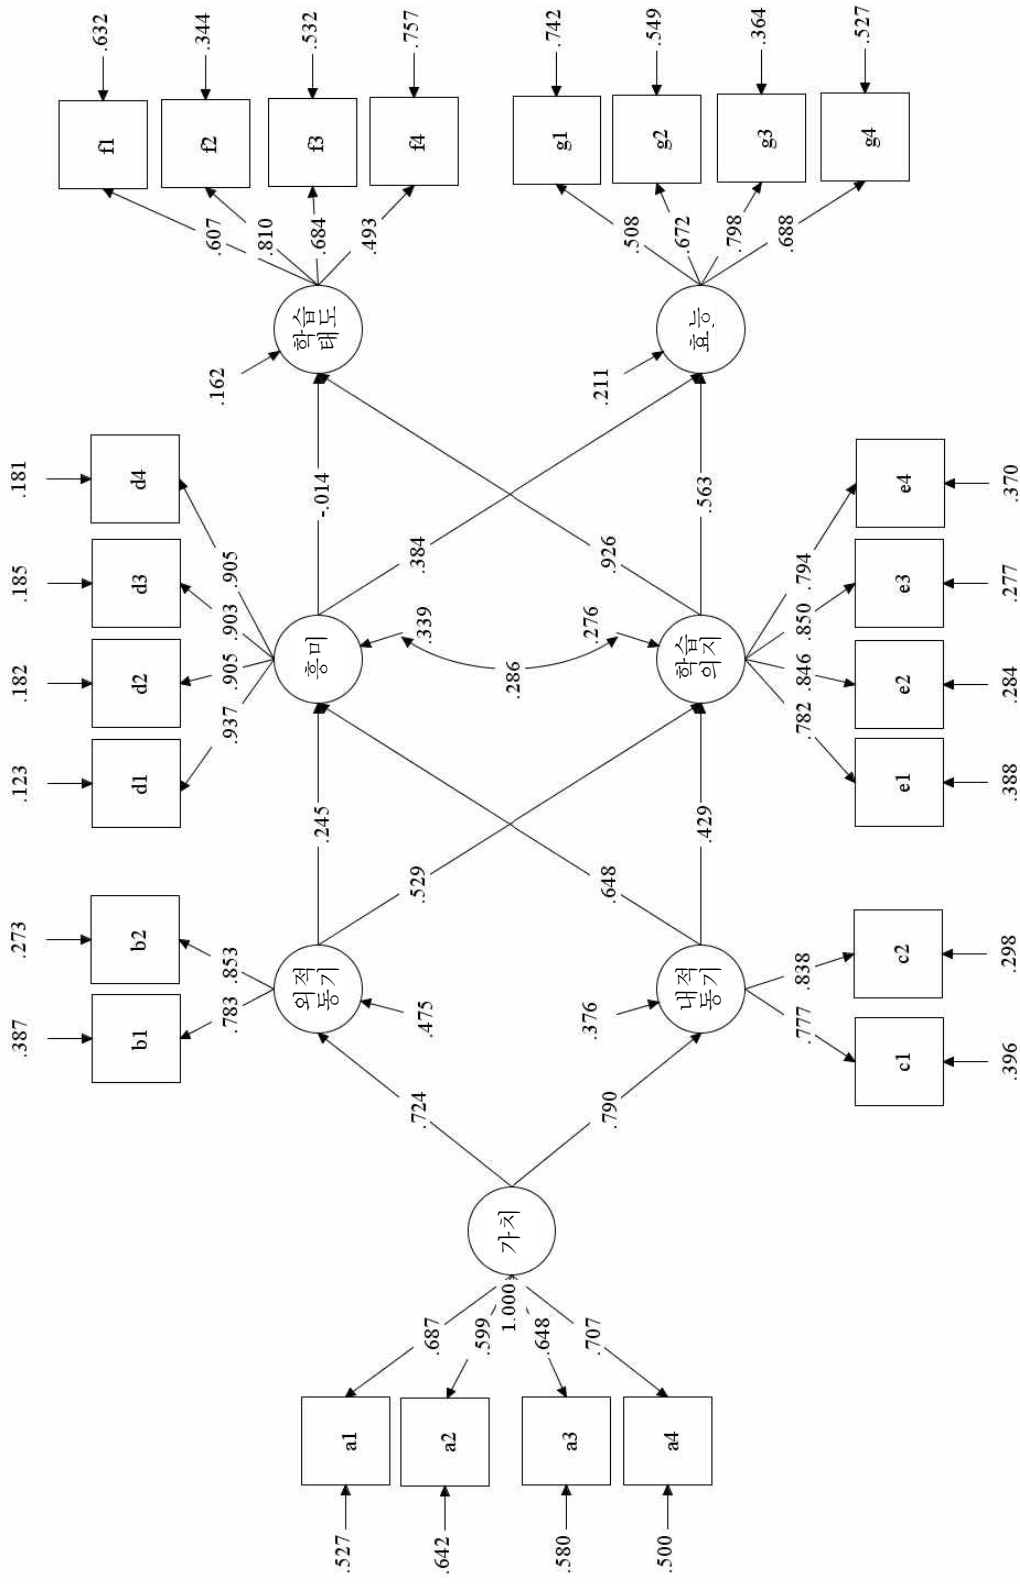 .387 .273 .123 .182 .185 .181
f1 .632
b1 b2 d1 d2 d3 d4
f2 .344
.607
.162
.783 .853 .937 .905 .903 .905
.810
외적
동기
.245
흥미
-.014
학습
태도
.684
f3 .532
.527 a1
.493
f4 .757
.687 .724 .475 .529 .339 .384
.642 a2 .599
1.000
가치
.286
.648
.580 a3
.508
g1 .742
.707 .790 .376 .648 .276 .926 .211
.500 a4
.672
g2 .549
내적
동기
.429
학습
의지
.563
효능
.798
g3 .364
.777 .838 .782 .846 .850 .794
.688
g4 .527
c1 c2 e1 e2 e3 e4
.396 .298 .388 .284 .277 .370